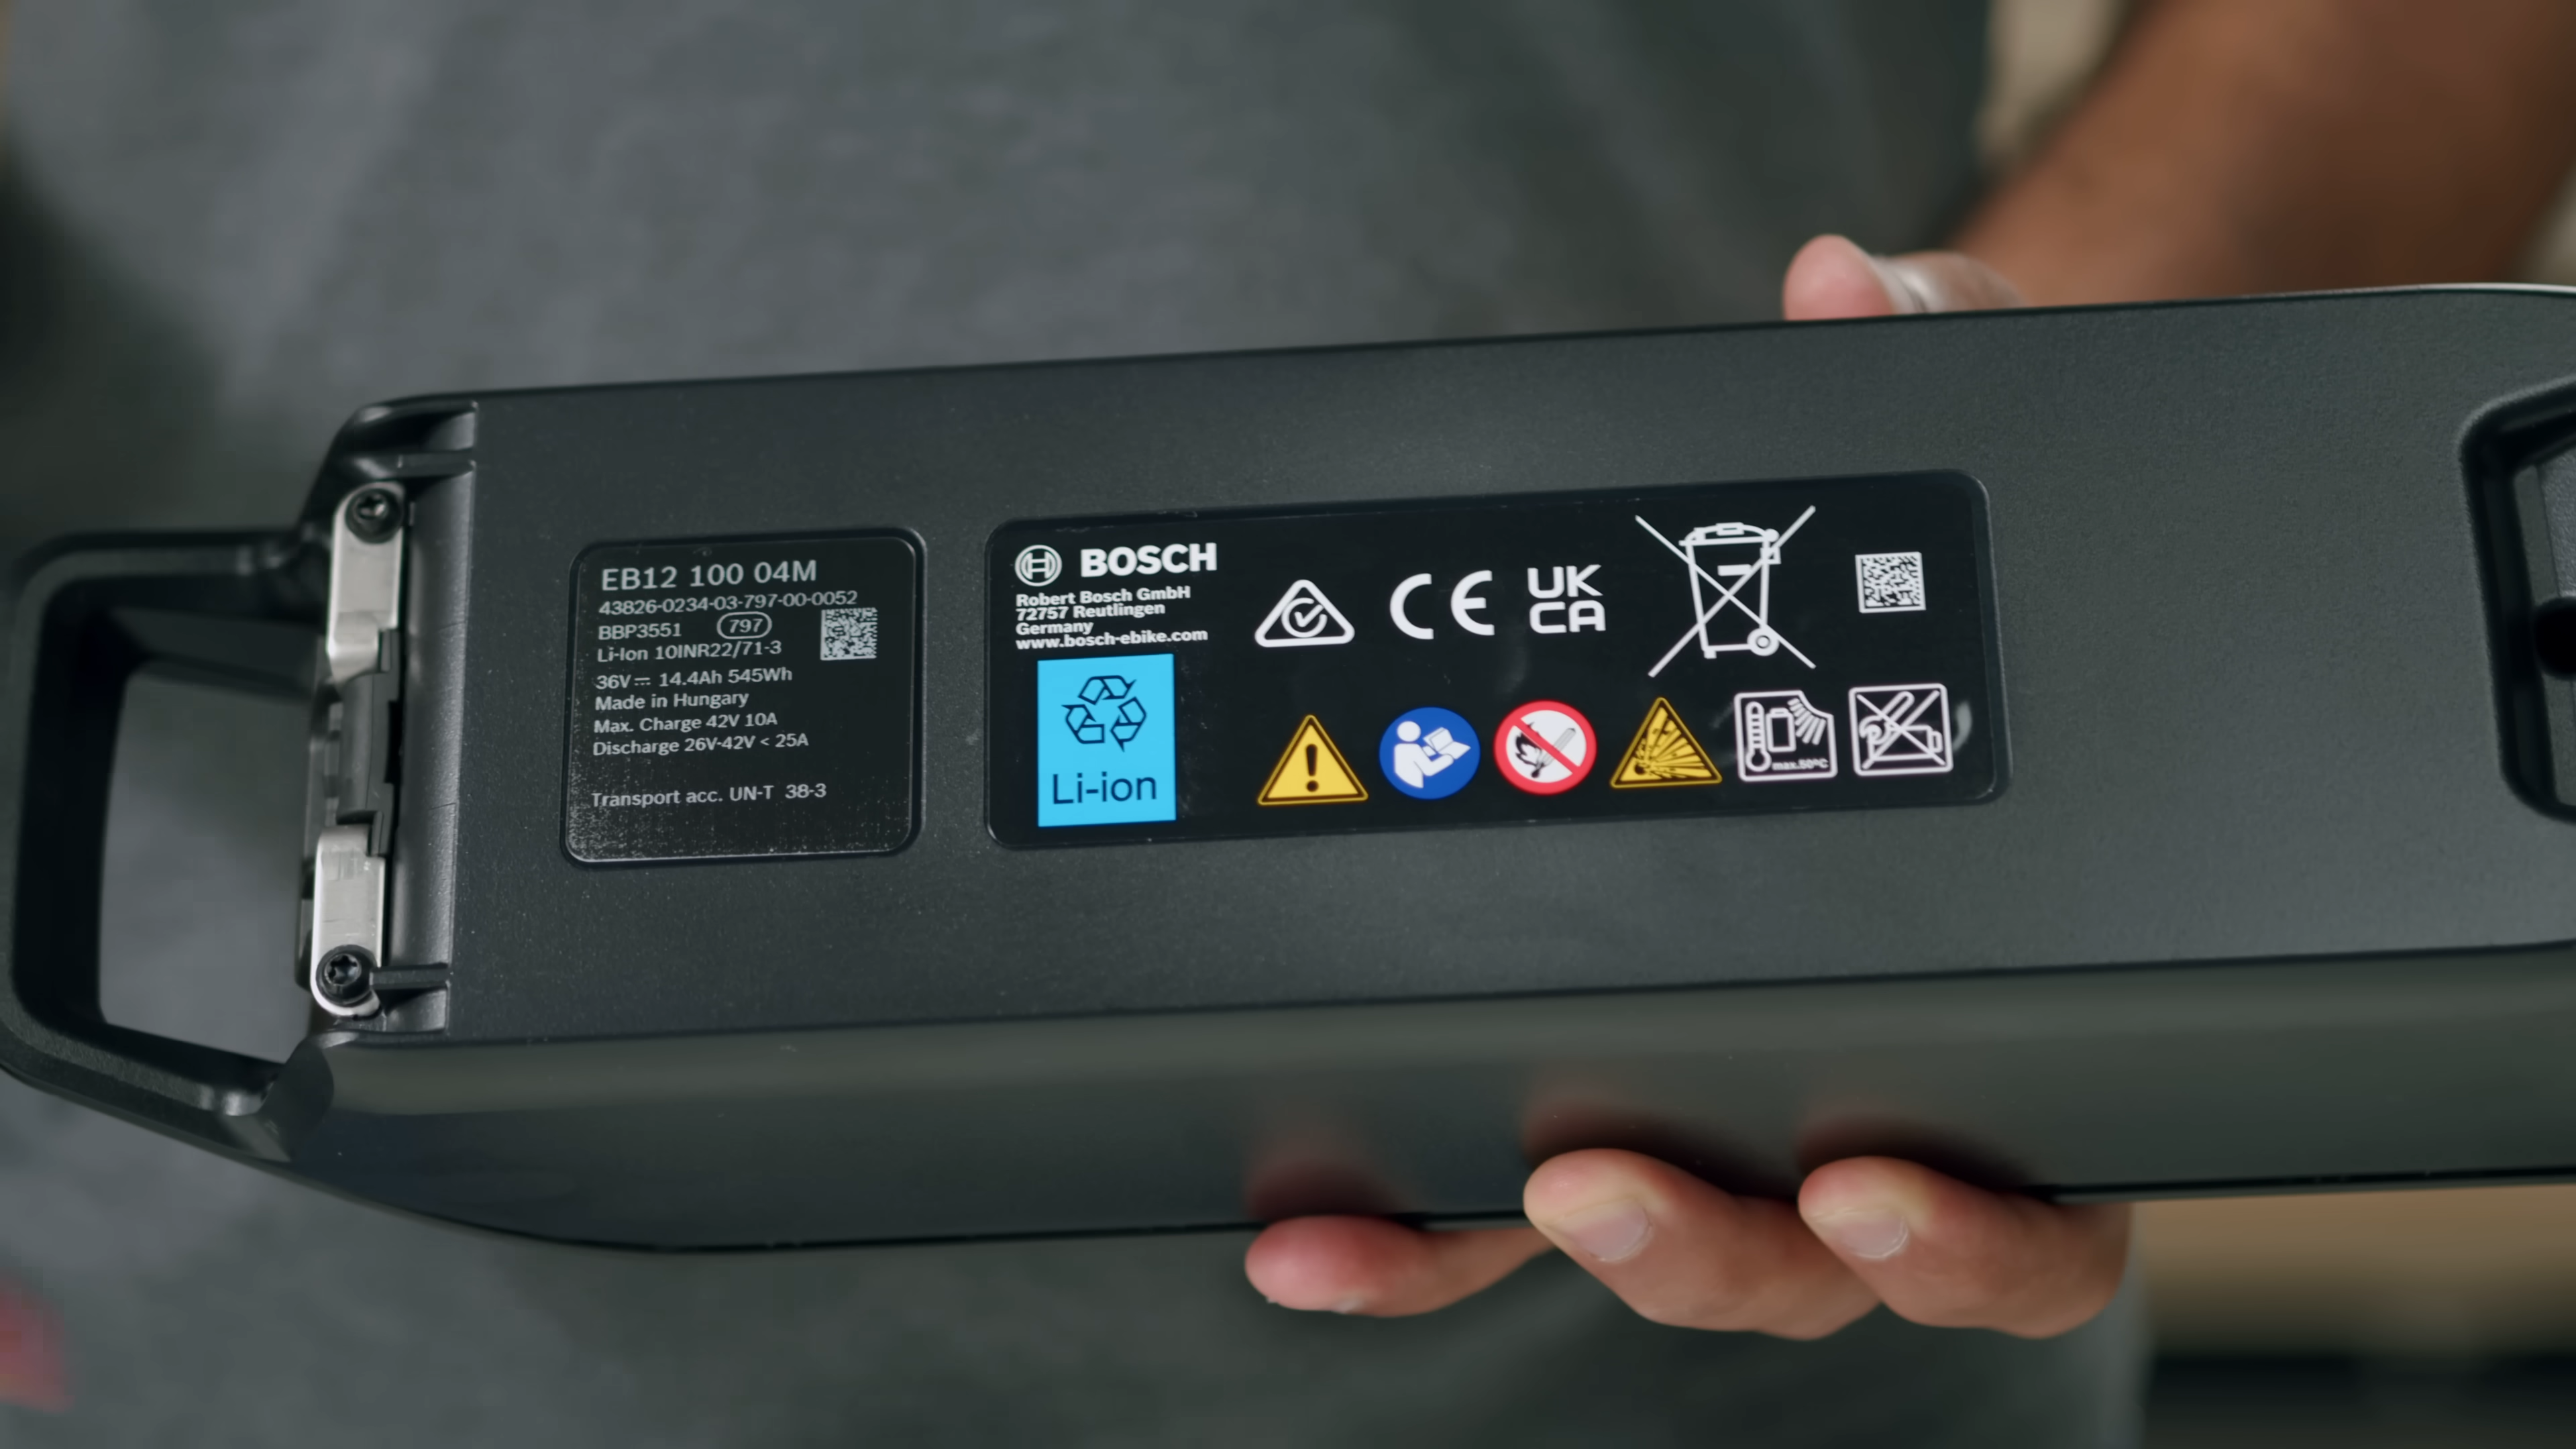 EB12 100 04M
43826-0234-03-797-00-0052
BBP3551 797
Li-Ion 10INR22/71-3
36V 14.4Ah 545Wh
Made in Hungary
Max. Charge 42V 10A
Discharge 26V-42V < 25A
Transport acc. UN-T 38-3
BOSCH
Robert Bosch GmbH
72757 Reutlingen
Germany
www.bosch-ebike.com
Li-ion
CE
UK
CA
max.50°C